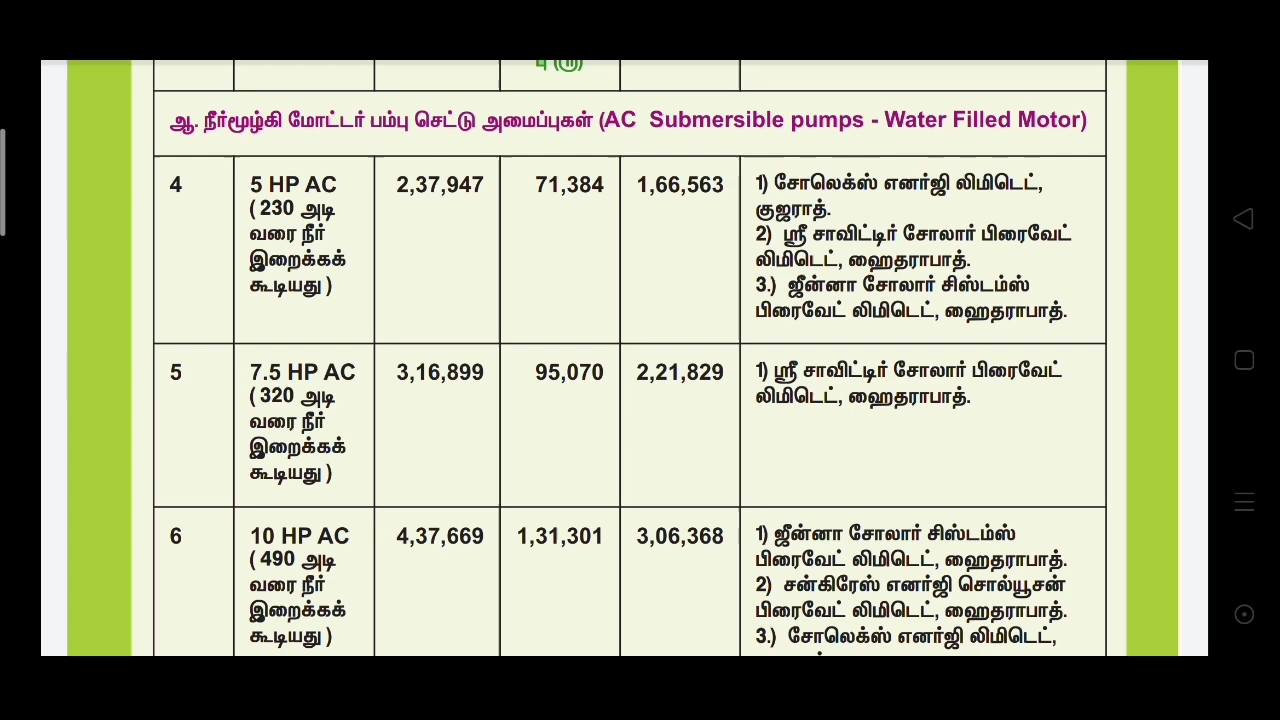 ஆ. நீர்மூழ்கி மோட்டர் பம்பு செட்டு அமைப்புகள் (AC Submersible pumps - Water Filled Motor)
4
5 HP AC
( 230 அடி
வரை நீர்
இறைக்கக்
கூடியது )
2,37,947
71,384
1,66,563
1) சோலெக்ஸ் எனர்ஜி லிமிடெட்,
குஜராத்.
2) ஸ்ரீ சாவிட்டிர் சோலார் பிரைவேட்
லிமிடெட், ஹைதராபாத்.
3.) ஜீன்னா சோலார் சிஸ்டம்ஸ்
பிரைவேட் லிமிடெட், ஹைதராபாத்.
5
7.5 HP AC
( 320 அடி
வரை நீர்
இறைக்கக்
கூடியது )
3,16,899
95,070
2,21,829
1) ஸ்ரீ சாவிட்டிர் சோலார் பிரைவேட்
லிமிடெட், ஹைதராபாத்.
6
10 HP AC
( 490 அடி
வரை நீர்
இறைக்கக்
கூடியது )
4,37,669
1,31,301
3,06,368
1) ஜீன்னா சோலார் சிஸ்டம்ஸ்
பிரைவேட் லிமிடெட், ஹைதராபாத்.
2) சன்கிரேஸ் எனர்ஜி சொல்யூசன்
பிரைவேட் லிமிடெட், ஹைதராபாத்.
3.) சோலெக்ஸ் எனர்ஜி லிமிடெட்,